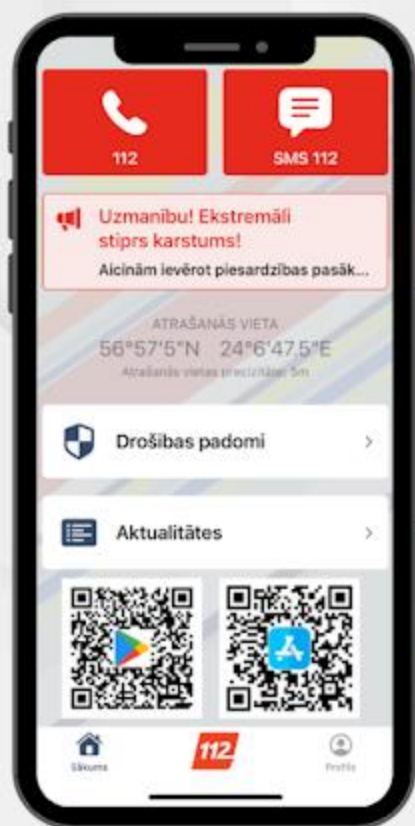 112
SMS 112
Uzmanību! Ekstremāli
stiprs karstums!
Aicinām ievērot piesardzības pasāk...
ATRAŠANĀS VIETA
56°57'5"N 24°6'47.5"E
Atrašanās vietas precizitāte: 5m
Drošības padomi
Aktualitātes
Sākums
112
Profils